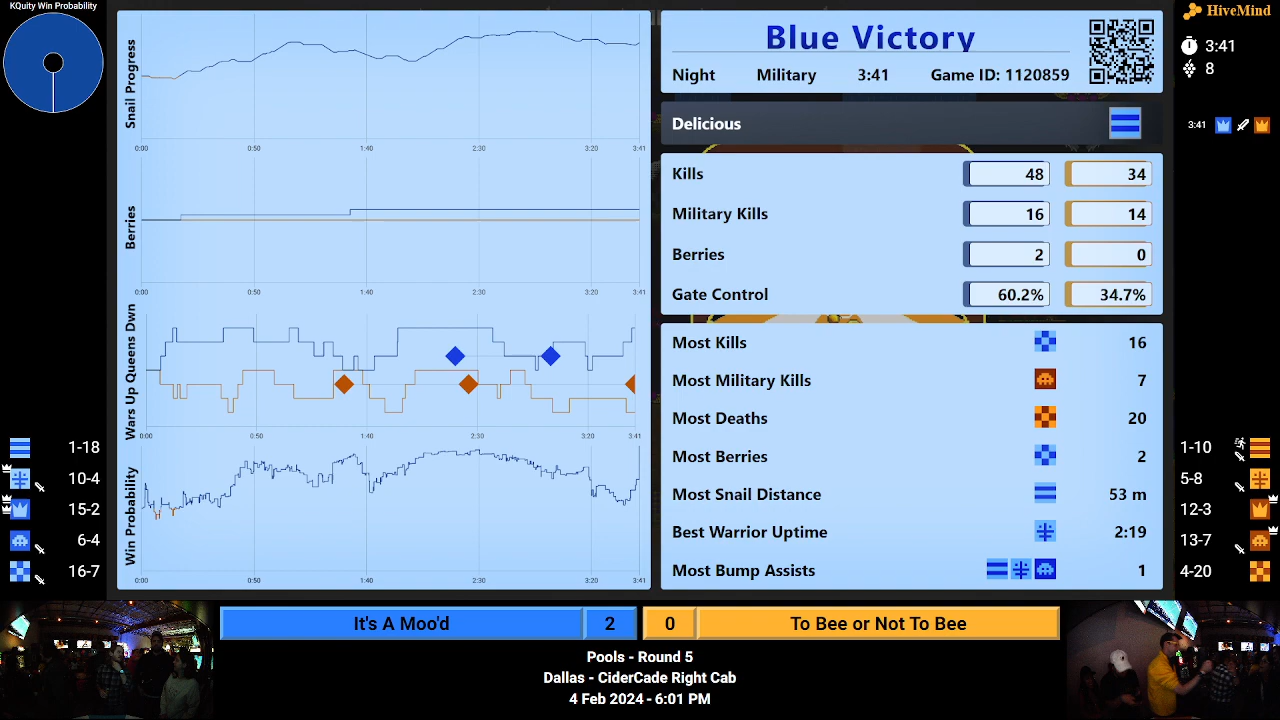 KQuity Win Probability
HiveMind
3:41
8
3:41
Snail Progress
0:00 0:50 1:40 2:30 3:20 3:41
Berries
0:00 0:50 1:40 2:30 3:20 3:41
Wars Up Queens Dwn
0:00 0:50 1:40 2:30 3:20 3:41
Win Probability
0:00 0:50 1:40 2:30 3:20 3:41
Blue Victory
Night Military 3:41 Game ID: 1120859
Delicious
Kills 48 34
Military Kills 16 14
Berries 2 0
Gate Control 60.2% 34.7%
Most Kills 16
Most Military Kills 7
Most Deaths 20
Most Berries 2
Most Snail Distance 53 m
Best Warrior Uptime 2:19
Most Bump Assists 1
1-18
10-4
15-2
6-4
16-7
1-10
5-8
12-3
13-7
4-20
It's A Moo'd 2 0 To Bee or Not To Bee
Pools - Round 5
Dallas - CiderCade Right Cab
4 Feb 2024 - 6:01 PM